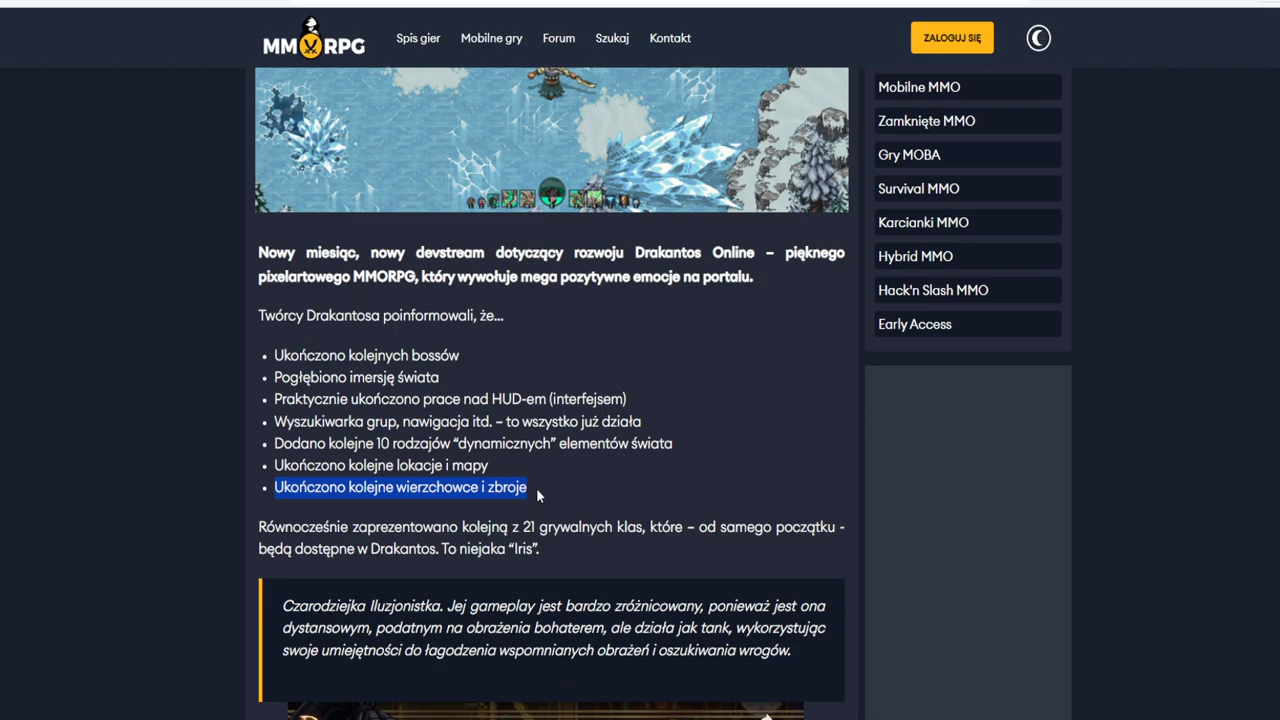 MMORPG
Spis gier
Mobilne gry
Forum
Szukaj
Kontakt
ZALOGUJ SIĘ
Nowy miesiąc, nowy devstream dotyczący rozwoju Drakantos Online – pięknego
pixelartowego MMORPG, który wywołuje mega pozytywne emocje na portalu.
Twórcy Drakantosa poinformowali, że...
• Ukończono kolejnych bossów
• Pogłębiono imersję świata
• Praktycznie ukończono prace nad HUD-em (interfejsem)
• Wyszukiwarka grup, nawigacja itd. – to wszystko już działa
• Dodano kolejne 10 rodzajów “dynamicznych” elementów świata
• Ukończono kolejne lokacje i mapy
• Ukończono kolejne wierzchowce i zbroje
Równocześnie zaprezentowano kolejną z 21 grywalnych klas, które – od samego początku -
będą dostępne w Drakantos. To niejaka “Iris”.
Czarodziejka Iluzjonistka. Jej gameplay jest bardzo zróżnicowany, ponieważ jest ona
dystansowym, podatnym na obrażenia bohaterem, ale działa jak tank, wykorzystując
swoje umiejętności do łagodzenia wspomnianych obrażeń i oszukiwania wrogów.
Mobilne MMO
Zamknięte MMO
Gry MOBA
Survival MMO
Karcianki MMO
Hybrid MMO
Hack'n Slash MMO
Early Access